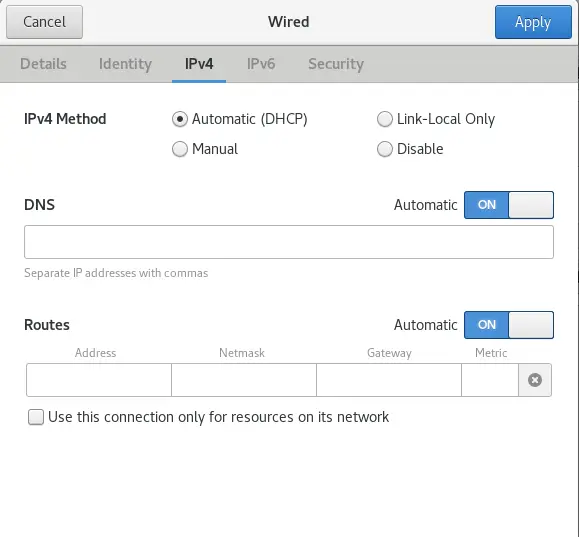 Cancel Wired Apply
Details Identity IPv4 IPv6 Security
IPv4 Method Automatic (DHCP) Link-Local Only
Manual Disable
DNS Automatic ON
Separate IP addresses with commas
Routes Automatic ON
Address Netmask Gateway Metric
Use this connection only for resources on its network